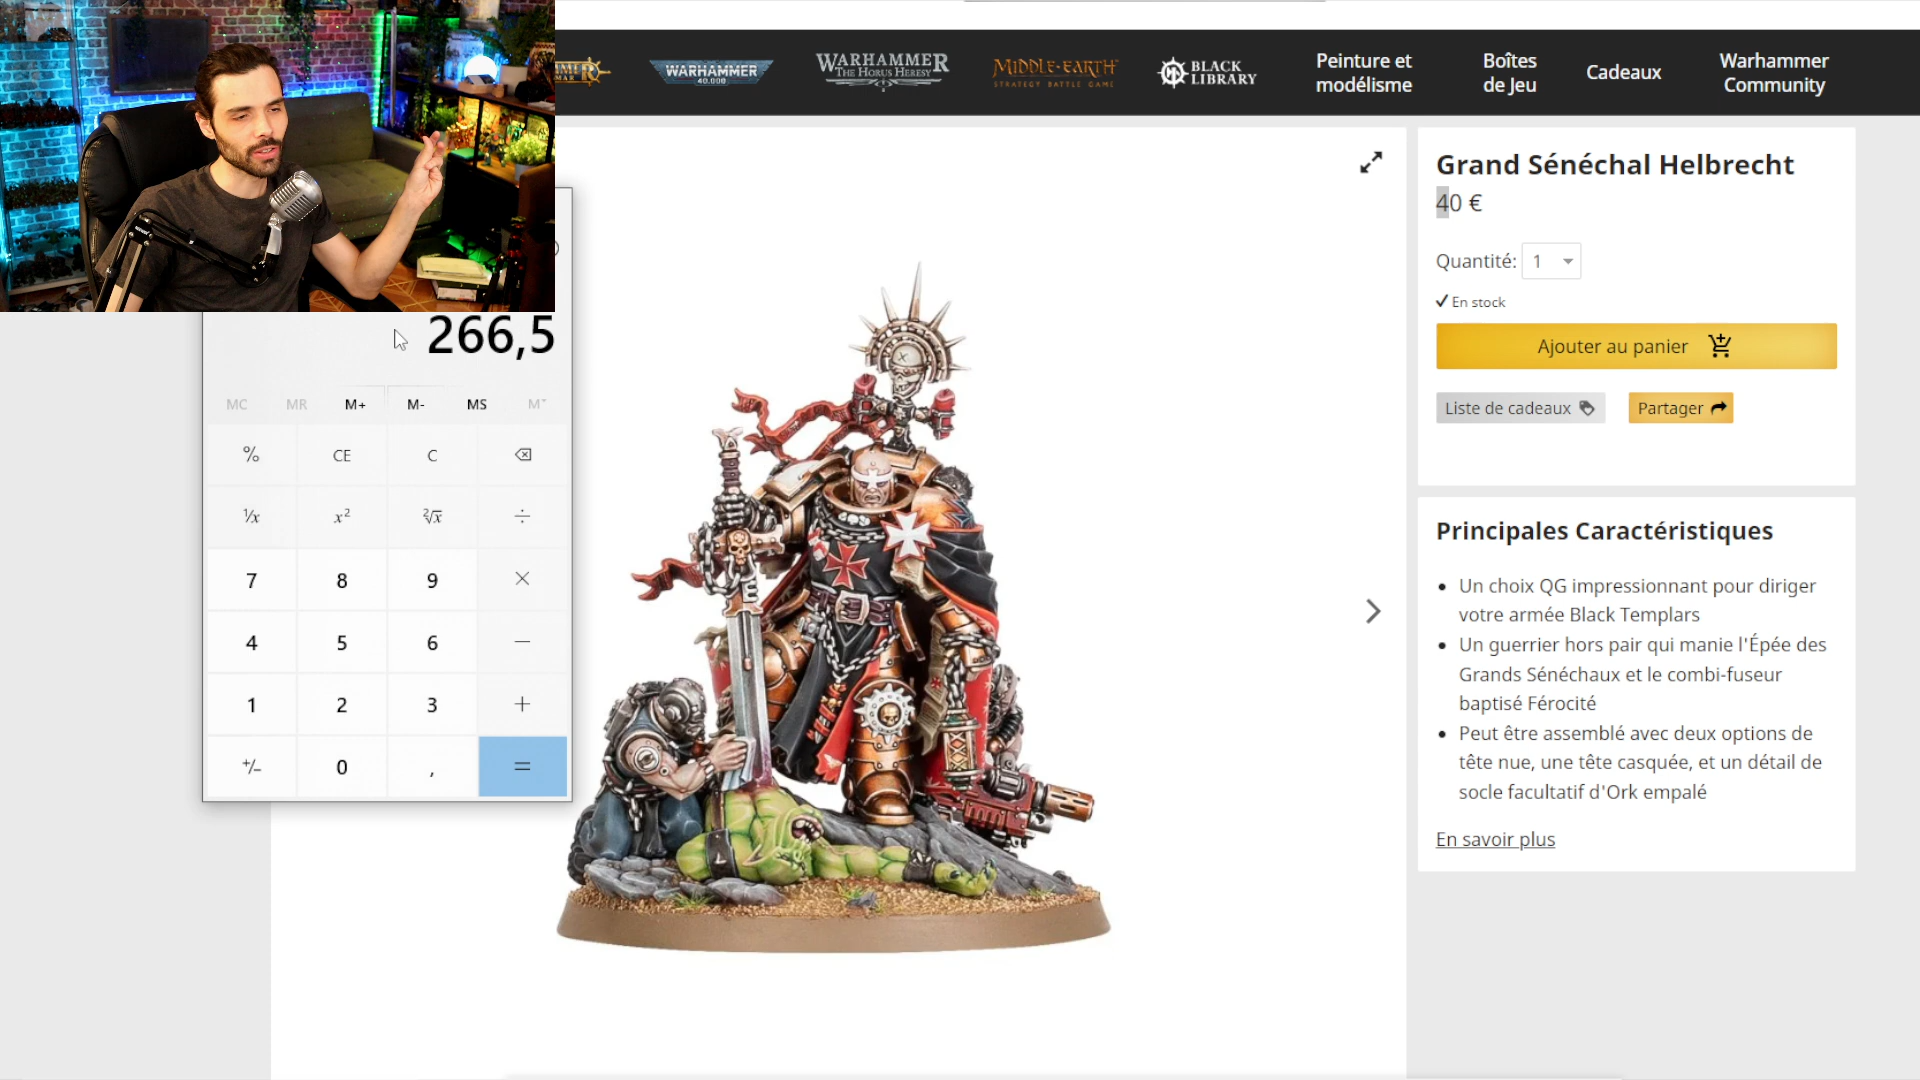 WARHAMMER
40,000
WARHAMMER
THE HORUS HERESY
MIDDLE-EARTH
STRATEGY BATTLE GAME
BLACK
LIBRARY
Peinture et
modélisme
Boîtes
de Jeu
Cadeaux
Warhammer
Community
Grand Sénéchal Helbrecht
40 €
Quantité: 1
En stock
Ajouter au panier
Liste de cadeaux
Partager
266,5
MC MR M+ M- MS M˅
% CE C
¹/x x² ²√x ÷
7 8 9 ×
4 5 6 −
1 2 3 +
+/− 0 , =
Principales Caractéristiques
• Un choix QG impressionnant pour diriger
votre armée Black Templars
• Un guerrier hors pair qui manie l'Épée des
Grands Sénéchaux et le combi-fuseur
baptisé Férocité
• Peut être assemblé avec deux options de
tête nue, une tête casquée, et un détail de
socle facultatif d'Ork empalé
En savoir plus